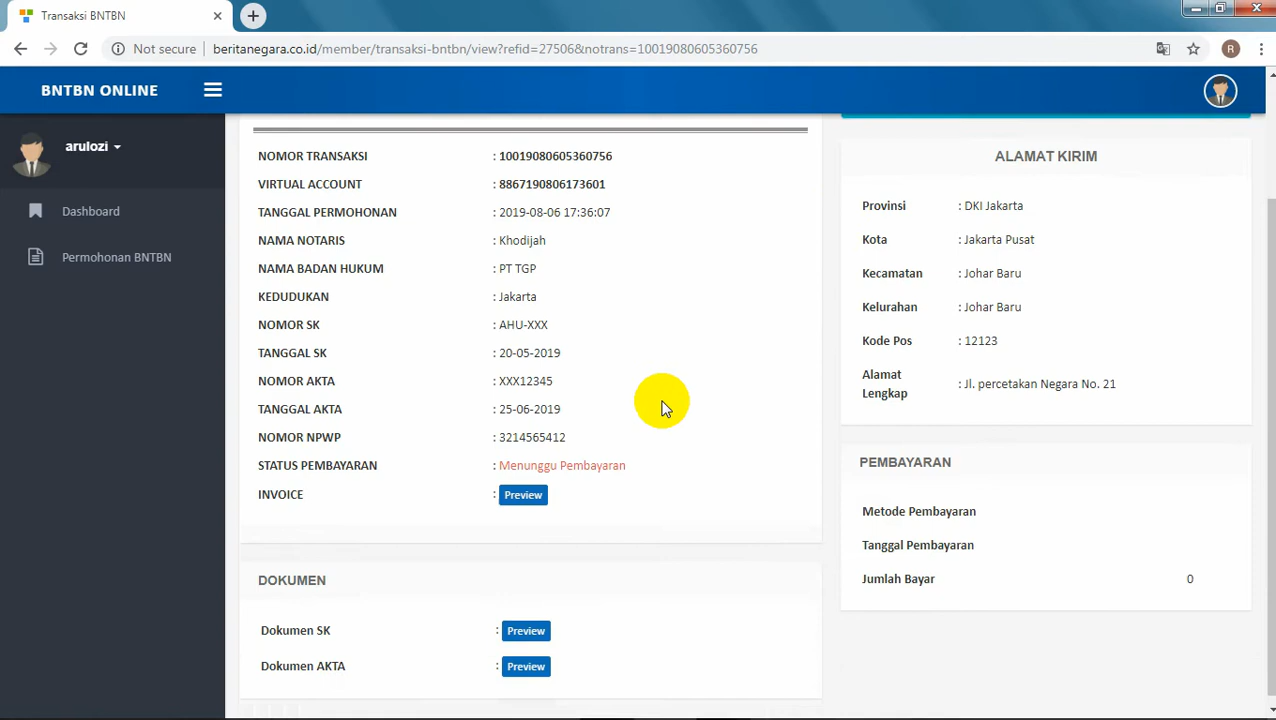 Transaksi BNTBN
Not secure beritanegara.co.id/member/transaksi-bntbn/view?refid=27506&notrans=10019080605360756
R
BNTBN ONLINE
arulozi
Dashboard
Permohonan BNTBN
NOMOR TRANSAKSI : 10019080605360756
VIRTUAL ACCOUNT : 8867190806173601
TANGGAL PERMOHONAN : 2019-08-06 17:36:07
NAMA NOTARIS : Khodijah
NAMA BADAN HUKUM : PT TGP
KEDUDUKAN : Jakarta
NOMOR SK : AHU-XXX
TANGGAL SK : 20-05-2019
NOMOR AKTA : XXX12345
TANGGAL AKTA : 25-06-2019
NOMOR NPWP : 3214565412
STATUS PEMBAYARAN : Menunggu Pembayaran
INVOICE : Preview
DOKUMEN
Dokumen SK : Preview
Dokumen AKTA : Preview
ALAMAT KIRIM
Provinsi : DKI Jakarta
Kota : Jakarta Pusat
Kecamatan : Johar Baru
Kelurahan : Johar Baru
Kode Pos : 12123
Alamat
Lengkap : Jl. percetakan Negara No. 21
PEMBAYARAN
Metode Pembayaran
Tanggal Pembayaran
Jumlah Bayar 0